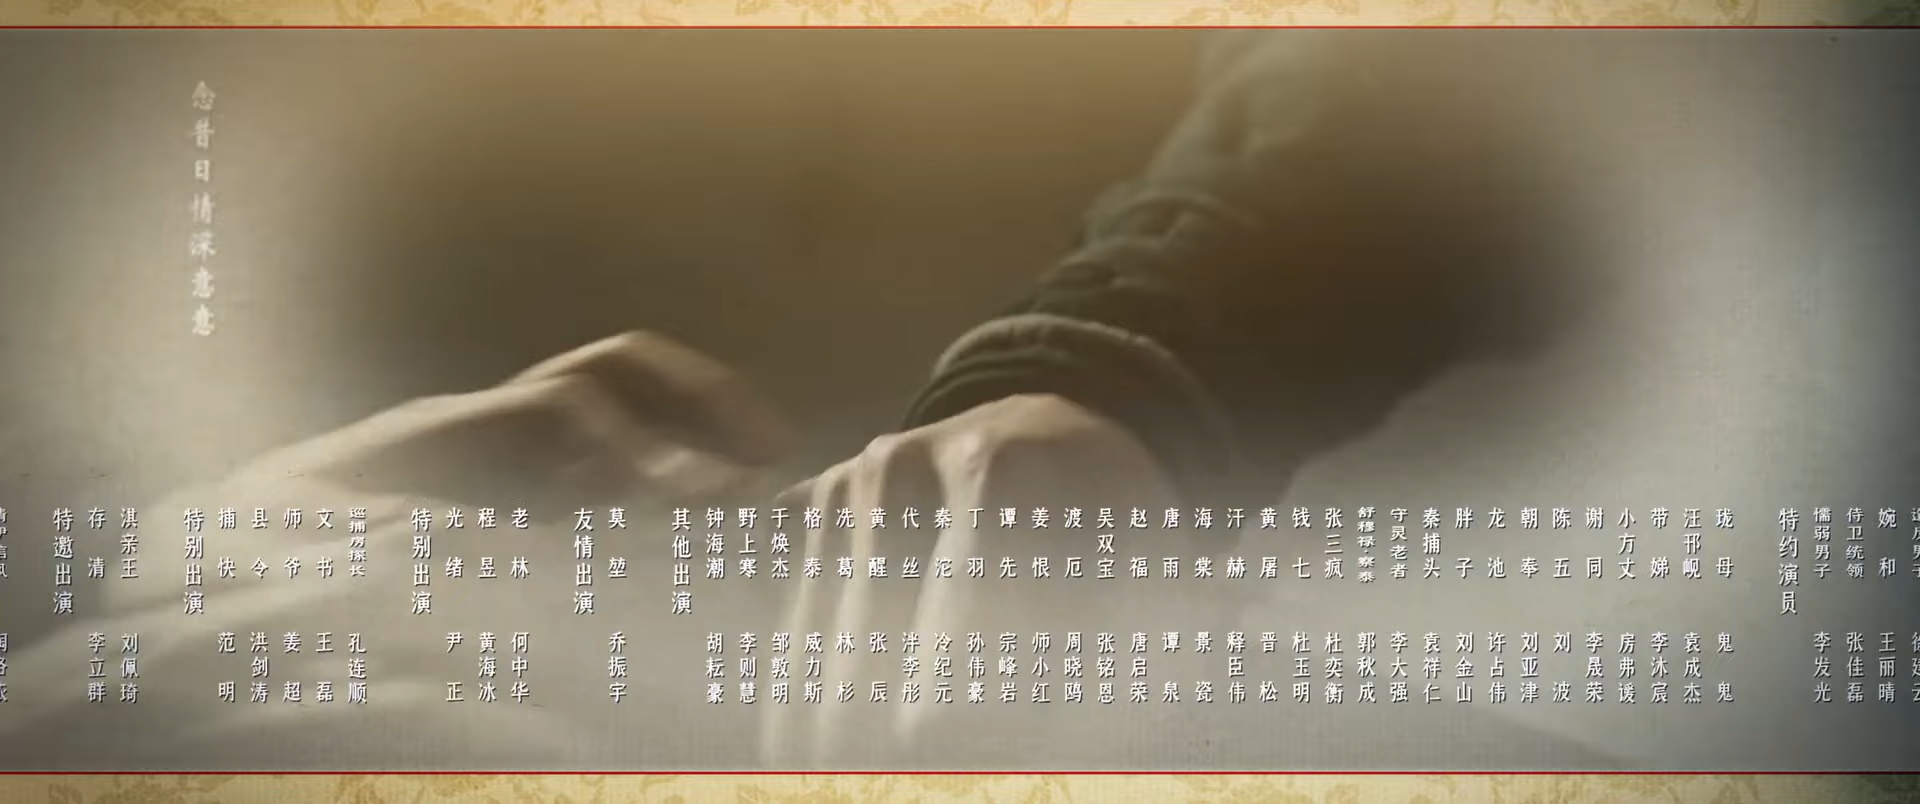 念昔日情深意意
特邀出演
存清 李立群
淇亲王 刘佩琦
特别出演
捕快 范明
县令 洪剑涛
师爷 姜超
文书 王磊
巡捕房探长 孔连顺
特别出演
光绪 尹正
程昱 黄海冰
老林 何中华
友情出演
莫堃 乔振宇
其他出演
钟海潮 胡耘豪
野上寒 李则慧
于焕杰 邹敦明
格泰 威力斯
冼葛 林杉
黄醒 张辰
代丝 泮李彤
秦沱 冷纪元
丁羽 孙伟豪
谭先 宗峰岩
姜恨 师小红
渡厄 周晓鸥
吴双宝 张铭恩
赵福 唐启荣
唐雨 谭泉
海棠 景瓷
汗赫 释臣伟
黄屠 晋松
钱七 杜玉明
张三疯 杜奕衡
舒穆禄·察泰 郭秋成
守灵老者 李大强
秦捕头 袁祥仁
胖子 刘金山
龙池 许占伟
朝奉 刘亚津
陈五 刘波
谢同 李晟荣
小方丈 房弗谖
带娣 李沐宸
汪邗岘 袁成杰
珑母 鬼鬼
特约演员
懦弱男子 李发光
侍卫统领 张佳磊
婉和 王丽晴